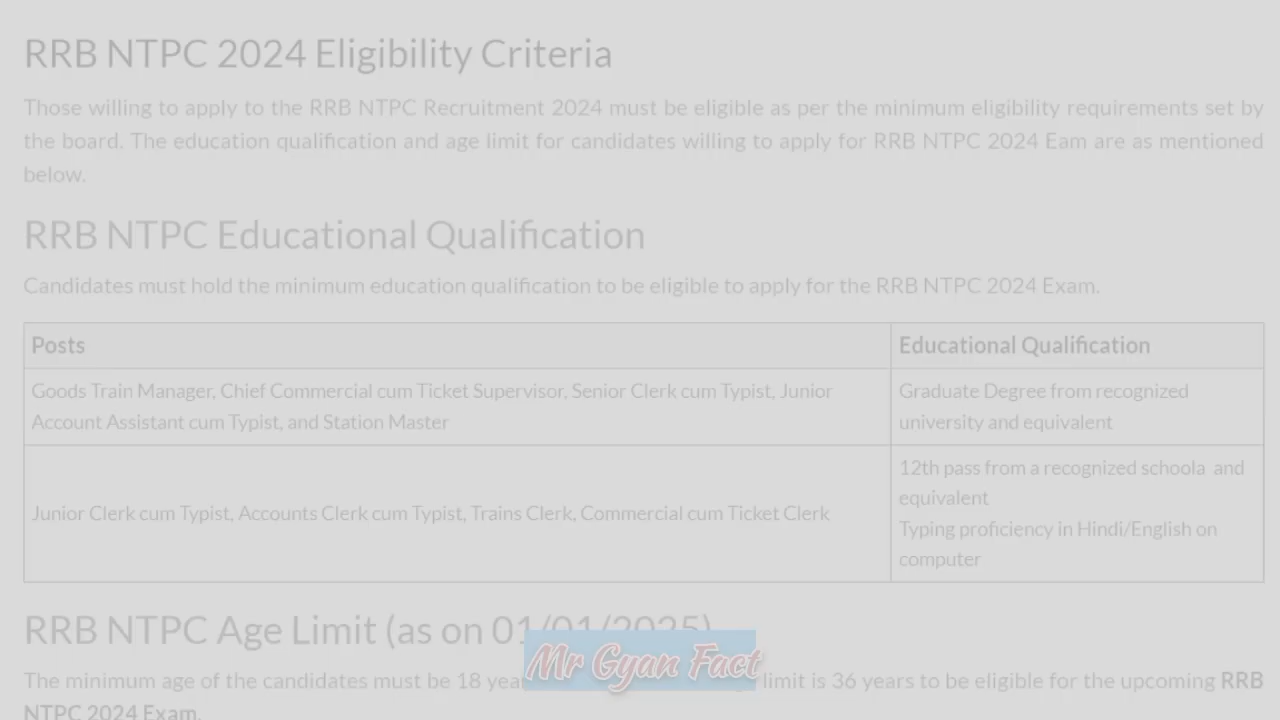 RRB NTPC 2024 Eligibility Criteria
Those willing to apply to the RRB NTPC Recruitment 2024 must be eligible as per the minimum eligibility requirements set by
the board. The education qualification and age limit for candidates willing to apply for RRB NTPC 2024 Eam are as mentioned
below.
RRB NTPC Educational Qualification
Candidates must hold the minimum education qualification to be eligible to apply for the RRB NTPC 2024 Exam.
Posts
Educational Qualification
Goods Train Manager, Chief Commercial cum Ticket Supervisor, Senior Clerk cum Typist, Junior
Account Assistant cum Typist, and Station Master
Graduate Degree from recognized
university and equivalent
Junior Clerk cum Typist, Accounts Clerk cum Typist, Trains Clerk, Commercial cum Ticket Clerk
12th pass from a recognized schoola and
equivalent
Typing proficiency in Hindi/English on
computer
RRB NTPC Age Limit (as on 01/01/2025)
Mr Gyan Fact
The minimum age of the candidates must be 18 limit is 36 years to be eligible for the upcoming RRB
NTPC 2024 Exam.